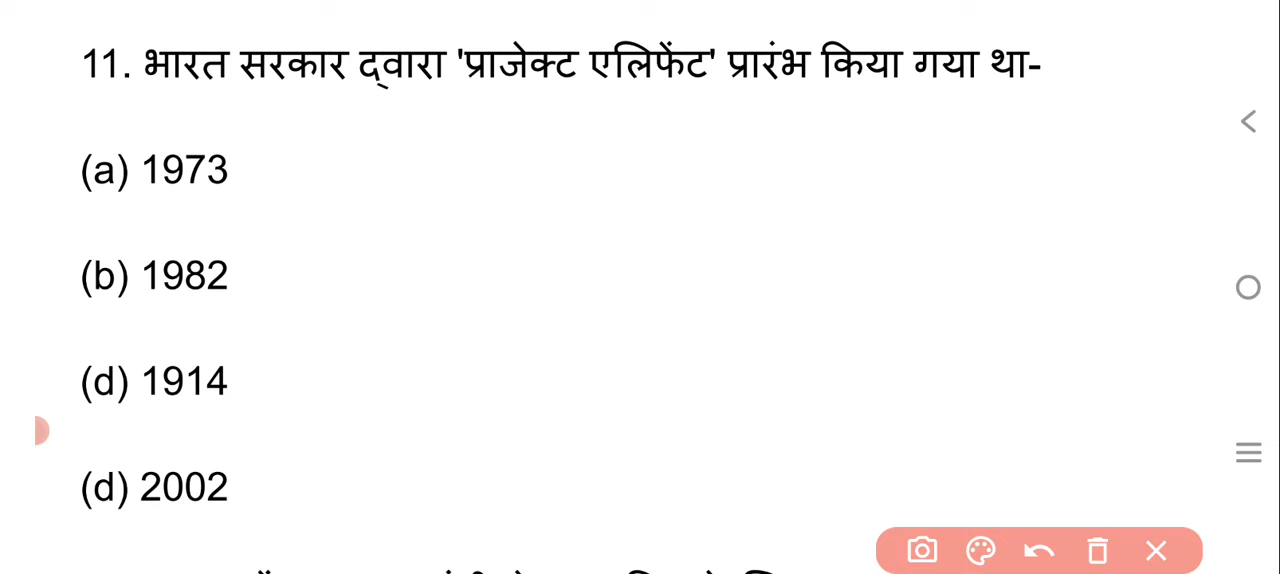 11. भारत सरकार द्वारा 'प्राजेक्ट एलिफेंट' प्रारंभ किया गया था-
(a) 1973
(b) 1982
(d) 1914
(d) 2002